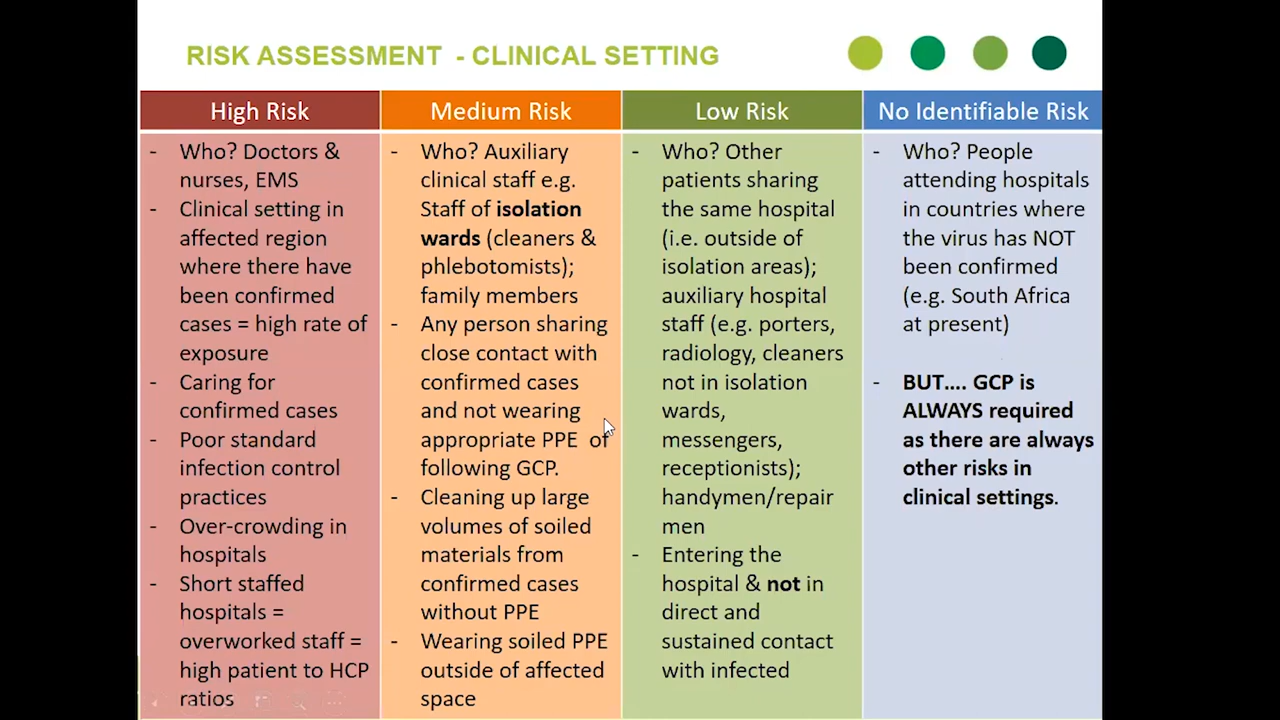 RISK ASSESSMENT - CLINICAL SETTING
High Risk
- Who? Doctors &
nurses, EMS
- Clinical setting in
affected region
where there have
been confirmed
cases = high rate of
exposure
- Caring for
confirmed cases
- Poor standard
infection control
practices
- Over-crowding in
hospitals
- Short staffed
hospitals =
overworked staff =
high patient to HCP
ratios
Medium Risk
- Who? Auxiliary
clinical staff e.g.
Staff of isolation
wards (cleaners &
phlebotomists);
family members
- Any person sharing
close contact with
confirmed cases
and not wearing
appropriate PPE of
following GCP.
- Cleaning up large
volumes of soiled
materials from
confirmed cases
without PPE
- Wearing soiled PPE
outside of affected
space
Low Risk
- Who? Other
patients sharing
the same hospital
(i.e. outside of
isolation areas);
auxiliary hospital
staff (e.g. porters,
radiology, cleaners
not in isolation
wards,
messengers,
receptionists);
handymen/repair
men
- Entering the
hospital & not in
direct and
sustained contact
with infected
No Identifiable Risk
- Who? People
attending hospitals
in countries where
the virus has NOT
been confirmed
(e.g. South Africa
at present)
- BUT.... GCP is
ALWAYS required
as there are always
other risks in
clinical settings.